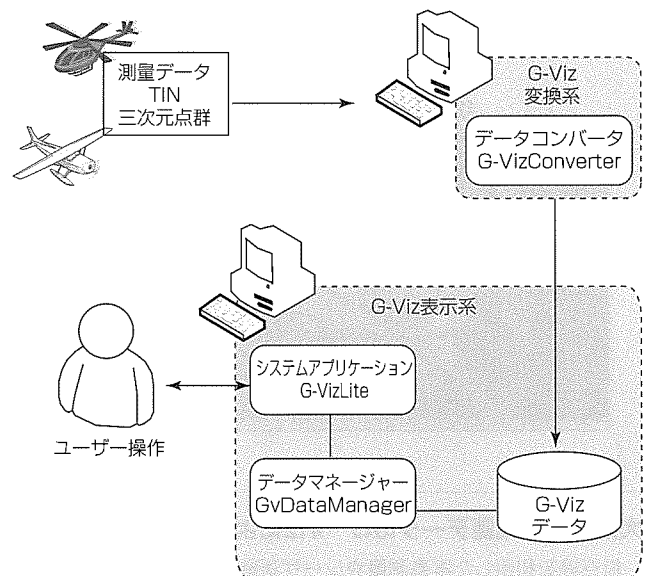 測量データ
TIN
三次元点群
G-Viz
変換系
データコンバータ
G-VizConverter
G-Viz表示系
システムアプリケーション
G-VizLite
ユーザー操作
データマネージャー
GvDataManager
G-Viz
データ